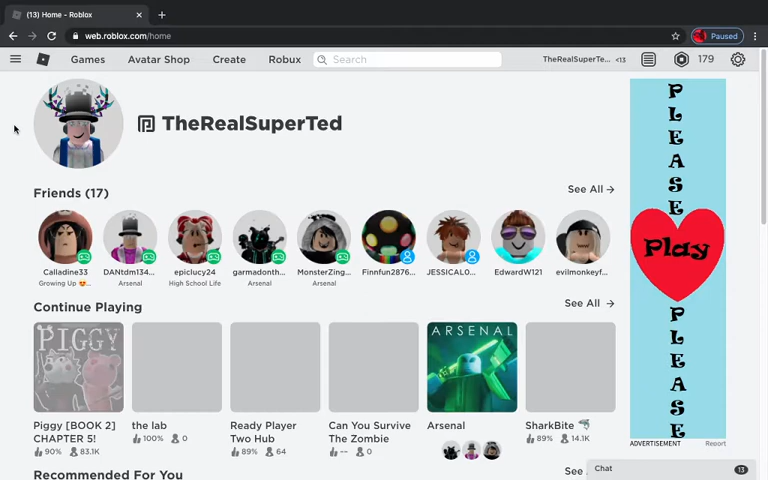 (13) Home - Roblox
web.roblox.com/home
Paused
Games
Avatar Shop
Create
Robux
Search
TheRealSuperTe... <13
179
TheRealSuperTed
Friends (17)
See All →
Calladine33
DANtdm134...
epiclucy24
garmadonth...
MonsterZing...
Finnfun2876...
JESSICAL0...
EdwardW121
evilmonkeyf...
Growing Up 😍...
Arsenal
High School Life
Arsenal
Arsenal
Continue Playing
See All →
PIGGY
ARSENAL
Piggy [BOOK 2]
CHAPTER 5!
90% 83.1K
the lab
100% 0
Ready Player
Two Hub
89% 64
Can You Survive
The Zombie
-- 0
Arsenal
SharkBite 🦈
89% 14.1K
Recommended For You
See
PLEASE
Play
PLEASE
ADVERTISEMENT
Report
Chat
13